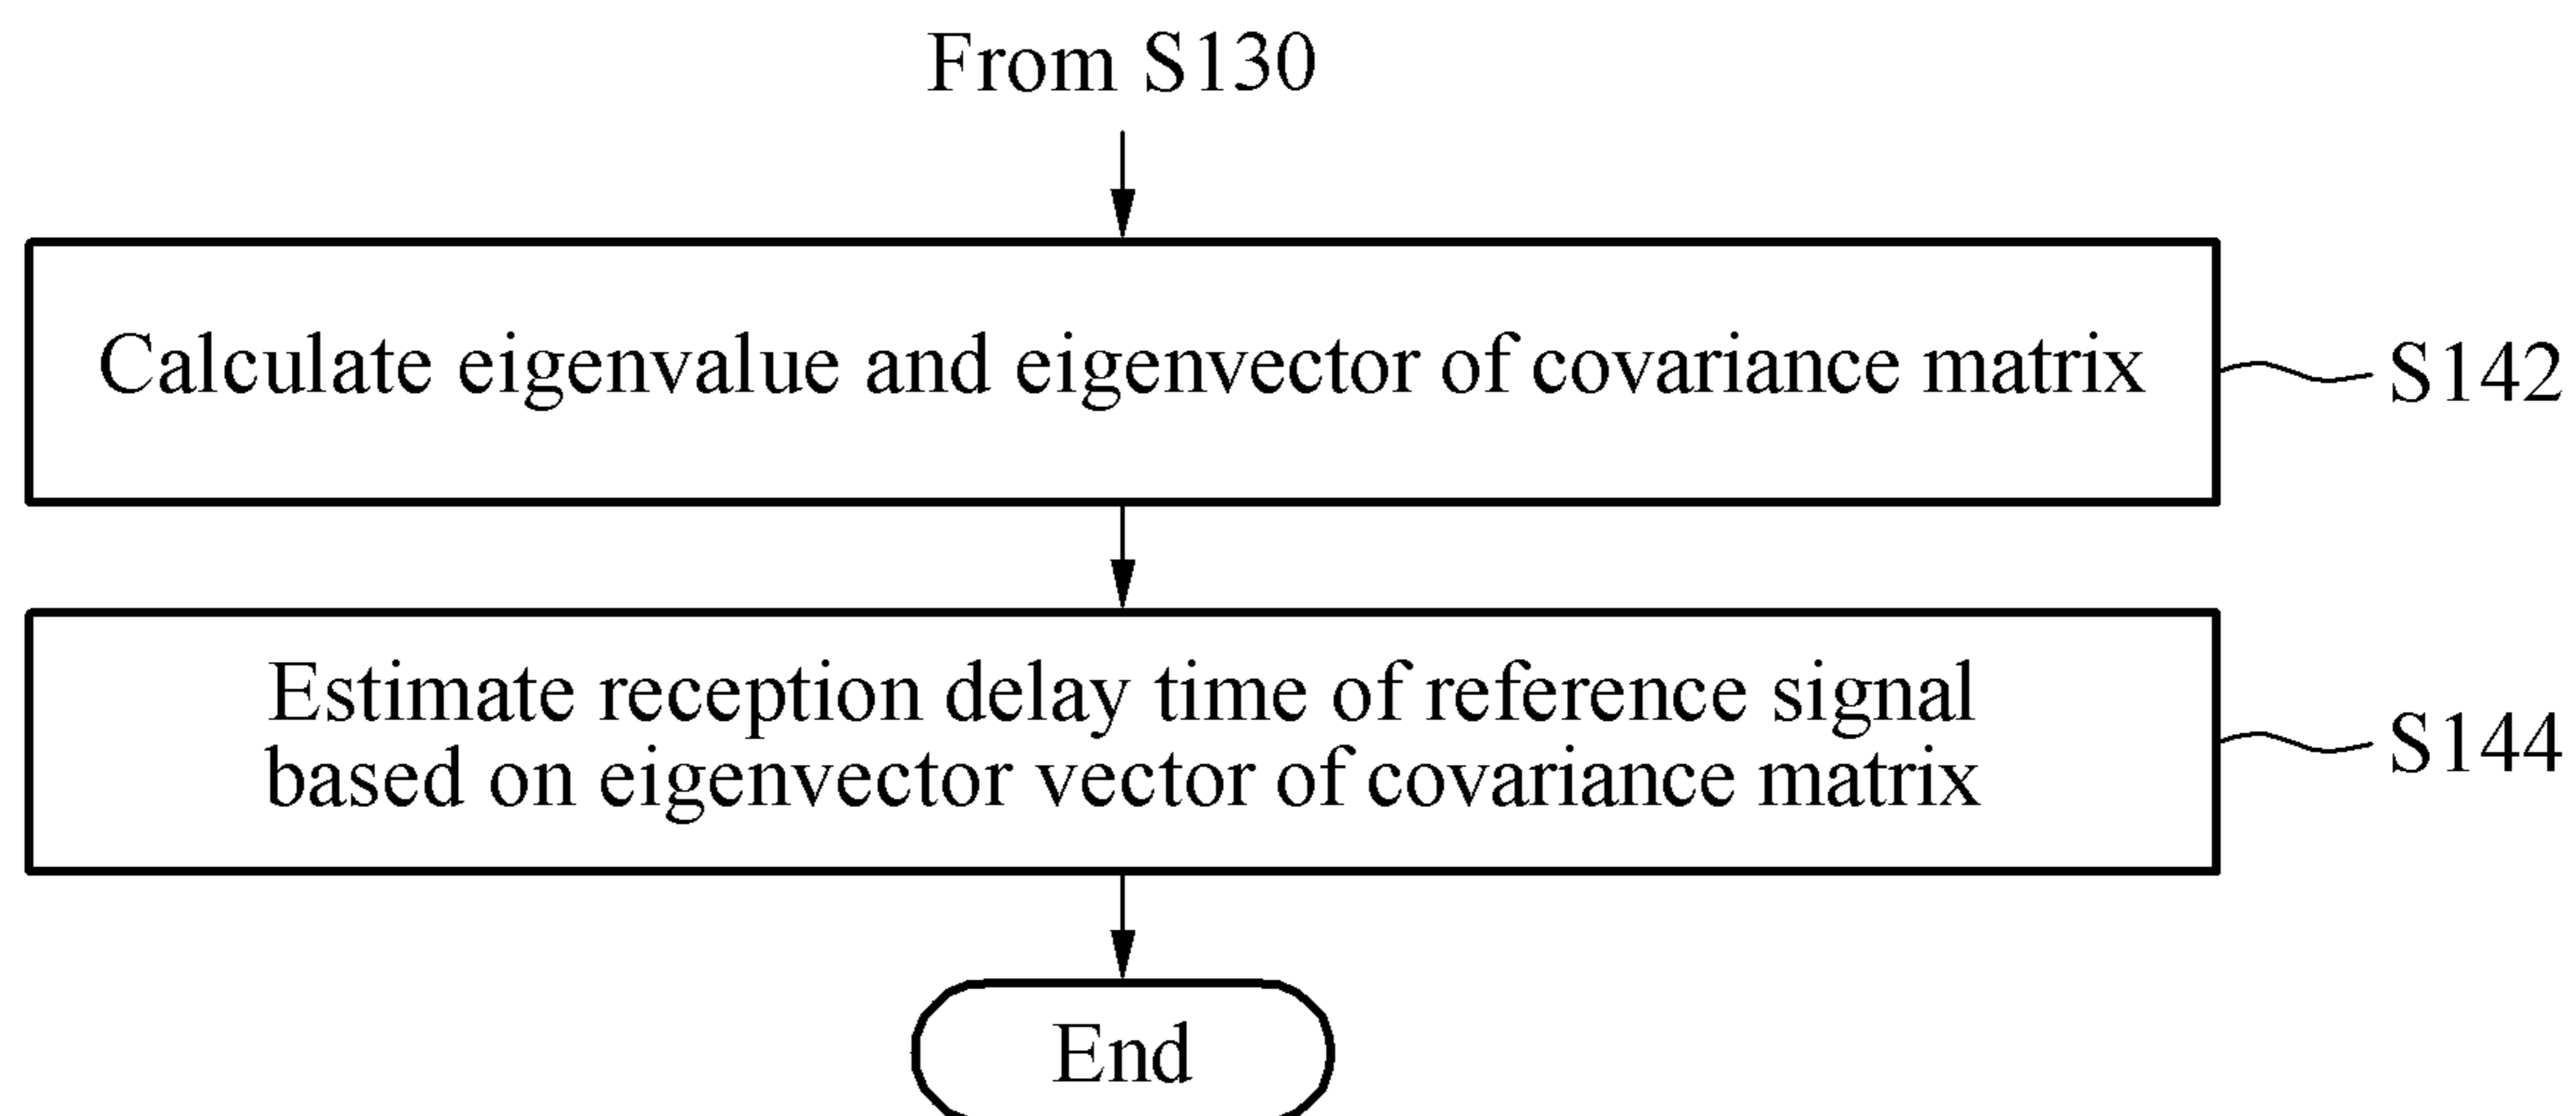 From S130
Calculate eigenvalue and eigenvector of covariance matrix
S142
Estimate reception delay time of reference signal
based on eigenvector vector of covariance matrix
S144
End